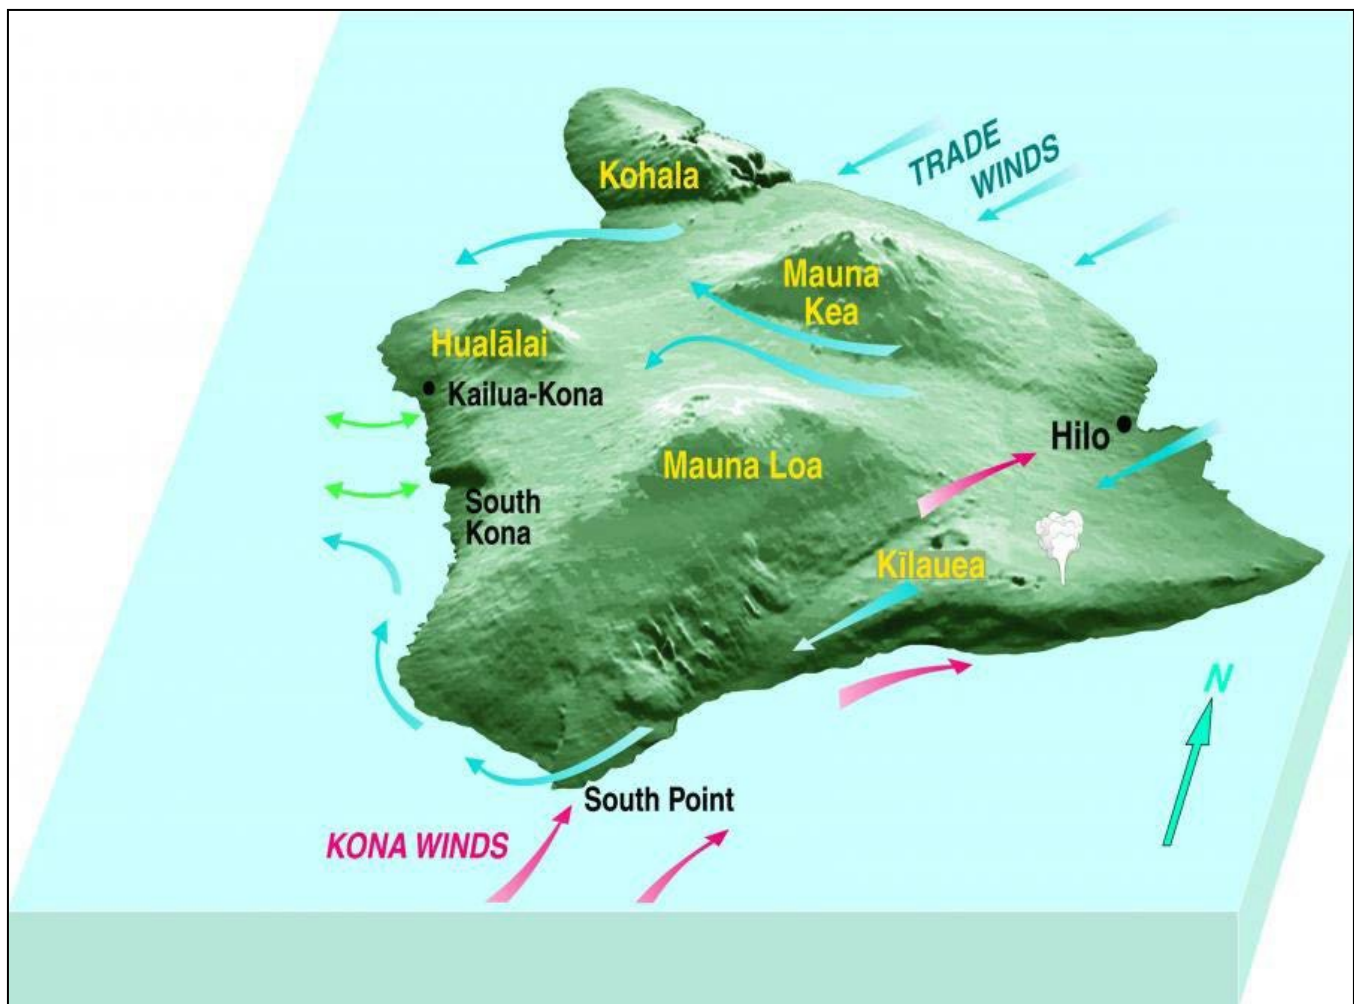 TRADE
WINDS
Kohala
Mauna
Kea
Hualālai
Kailua-Kona
Hilo
Mauna Loa
South
Kona
Kīlauea
N
South Point
KONA WINDS